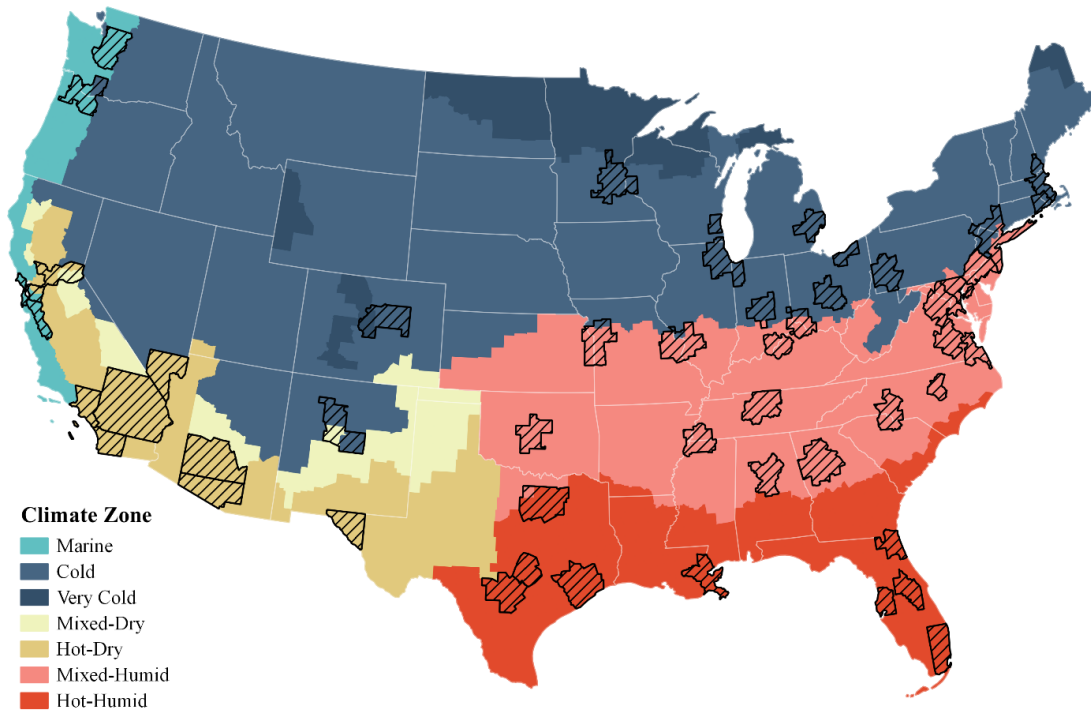 Climate Zone
Marine
Cold
Very Cold
Mixed-Dry
Hot-Dry
Mixed-Humid
Hot-Humid